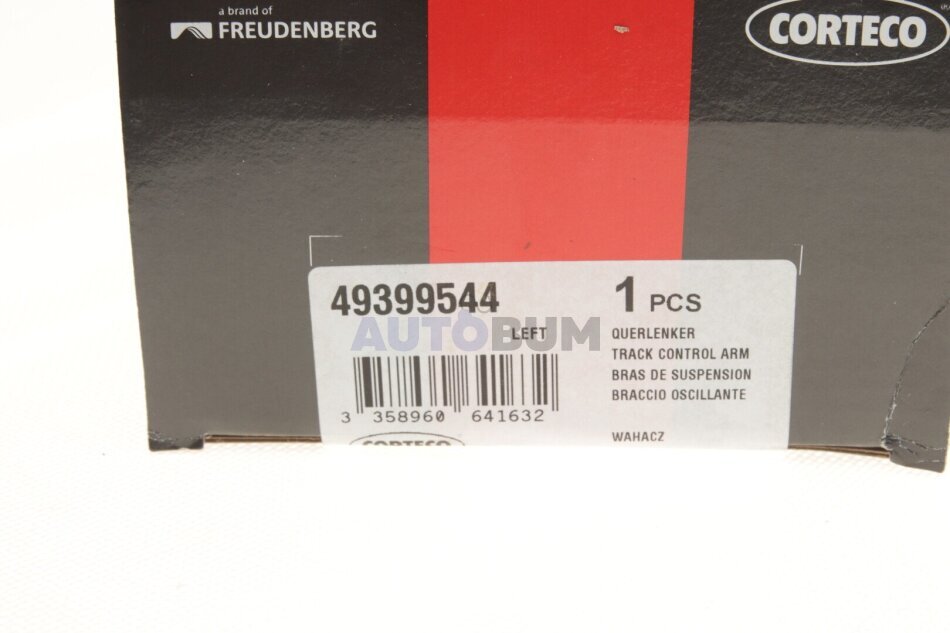 a brand of
FREUDENBERG
CORTECO
49399544
1 PCS
AUTOBUM
LEFT
QUERLENKER
TRACK CONTROL ARM
BRAS DE SUSPENSION
BRACCIO OSCILLANTE
3 358960 641632
CORTECO
WAHACZ